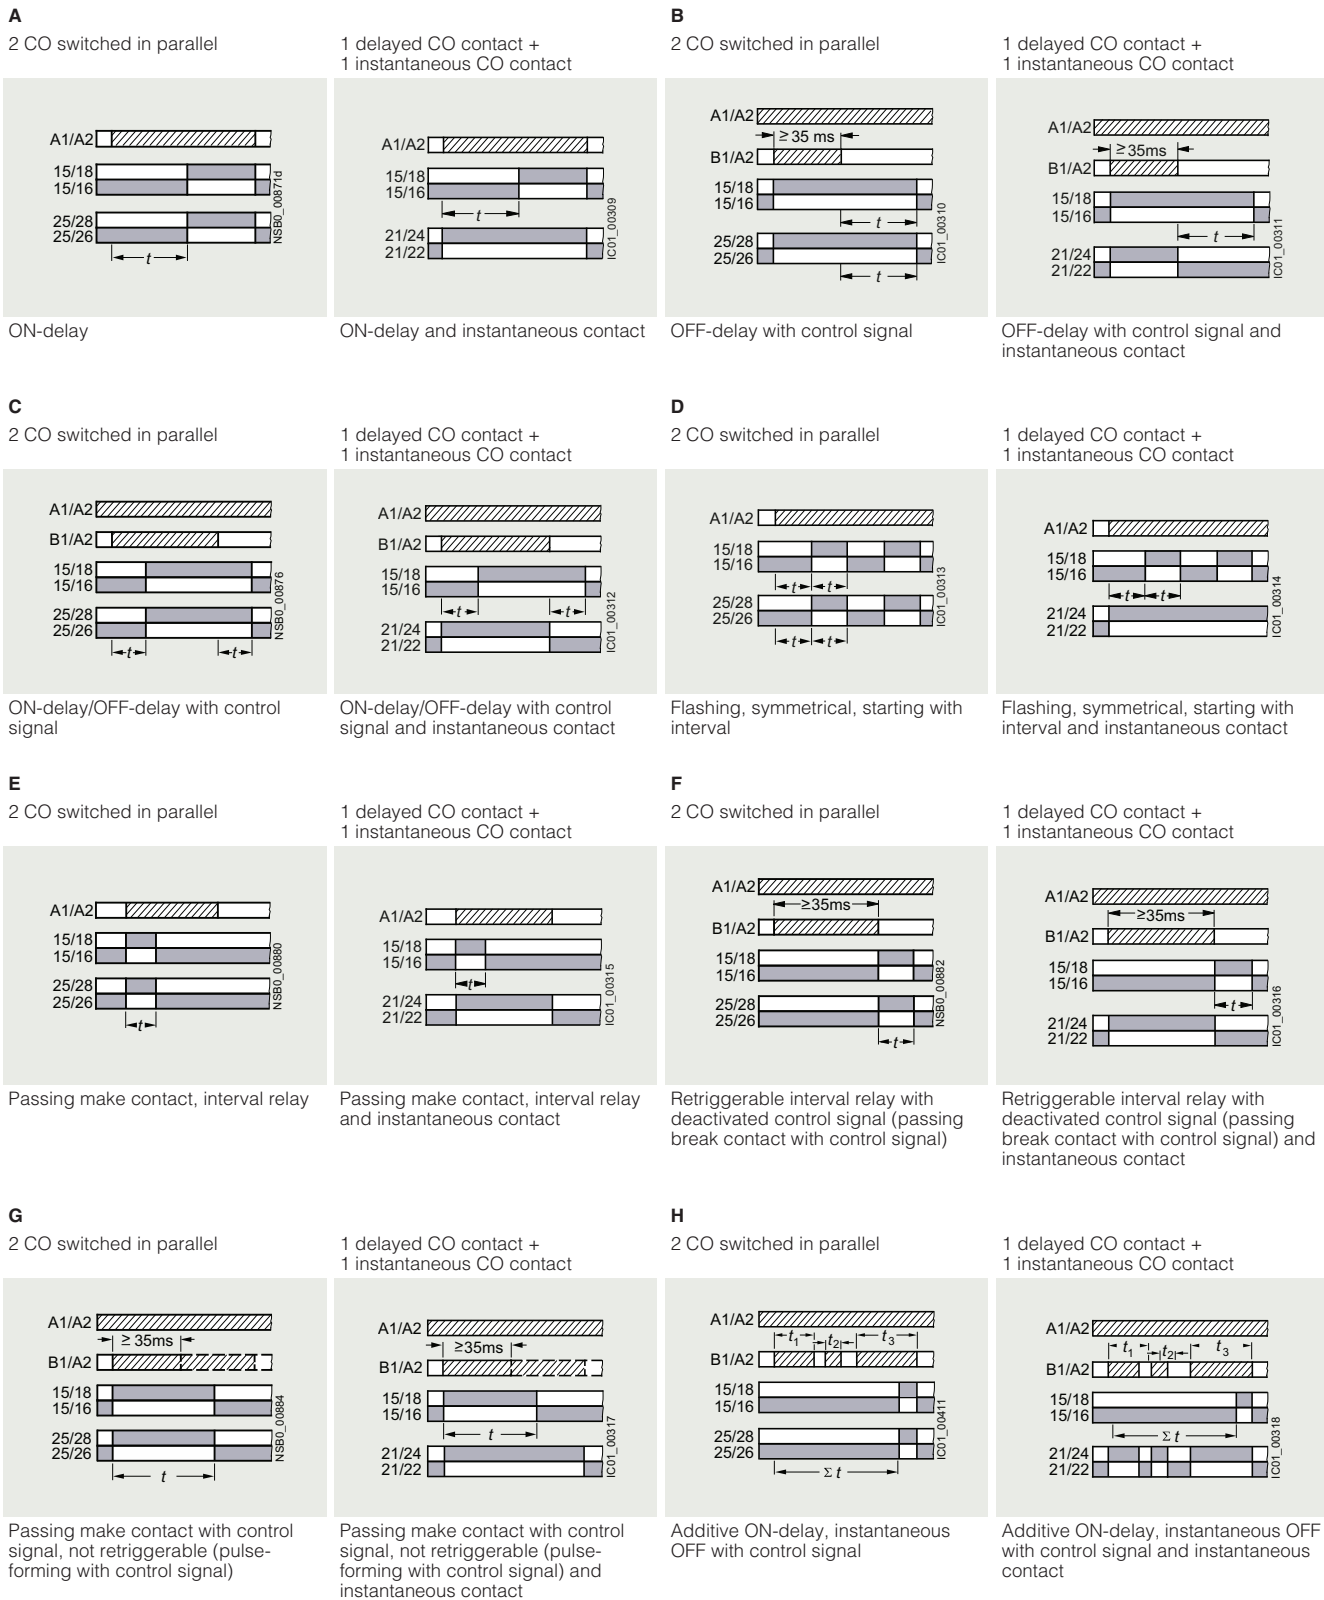 A
2 CO switched in parallel
A1/A2
15/18
15/16
25/28
25/26
t
NSB0_00871d
ON-delay
1 delayed CO contact +
1 instantaneous CO contact
A1/A2
15/18
15/16
t
21/24
21/22
IC01_00309
ON-delay and instantaneous contact
B
2 CO switched in parallel
A1/A2
≥ 35 ms
B1/A2
15/18
15/16
t
25/28
25/26
t
IC01_00310
OFF-delay with control signal
1 delayed CO contact +
1 instantaneous CO contact
A1/A2
≥ 35ms
B1/A2
15/18
15/16
t
21/24
21/22
IC01_00311
OFF-delay with control signal and
instantaneous contact
C
2 CO switched in parallel
A1/A2
B1/A2
15/18
15/16
25/28
25/26
t t
NSB0_00876
ON-delay/OFF-delay with control
signal
1 delayed CO contact +
1 instantaneous CO contact
A1/A2
B1/A2
15/18
15/16
t t
21/24
21/22
IC01_00312
ON-delay/OFF-delay with control
signal and instantaneous contact
D
2 CO switched in parallel
A1/A2
15/18
15/16
t t
25/28
25/26
t t
IC01_00313
Flashing, symmetrical, starting with
interval
1 delayed CO contact +
1 instantaneous CO contact
A1/A2
15/18
15/16
t t
21/24
21/22
IC01_00314
Flashing, symmetrical, starting with
interval and instantaneous contact
E
2 CO switched in parallel
A1/A2
15/18
15/16
25/28
25/26
t
NSB0_00880
Passing make contact, interval relay
1 delayed CO contact +
1 instantaneous CO contact
A1/A2
15/18
15/16
t
21/24
21/22
IC01_00315
Passing make contact, interval relay
and instantaneous contact
F
2 CO switched in parallel
A1/A2
≥35ms
B1/A2
15/18
15/16
25/28
25/26
t
NSB0_00882
Retriggerable interval relay with
deactivated control signal (passing
break contact with control signal)
1 delayed CO contact +
1 instantaneous CO contact
A1/A2
≥35ms
B1/A2
15/18
15/16
t
21/24
21/22
IC01_00316
Retriggerable interval relay with
deactivated control signal (passing
break contact with control signal) and
instantaneous contact
G
2 CO switched in parallel
A1/A2
≥ 35ms
B1/A2
15/18
15/16
25/28
25/26
t
NSB0_00884
Passing make contact with control
signal, not retriggerable (pulse-
forming with control signal)
1 delayed CO contact +
1 instantaneous CO contact
A1/A2
≥35ms
B1/A2
15/18
15/16
t
21/24
21/22
IC01_00317
Passing make contact with control
signal, not retriggerable (pulse-
forming with control signal) and
instantaneous contact
H
2 CO switched in parallel
A1/A2
t1 t2 t3
B1/A2
15/18
15/16
25/28
25/26
Σ t
IC01_00411
Additive ON-delay, instantaneous
OFF with control signal
1 delayed CO contact +
1 instantaneous CO contact
A1/A2
t1 t2 t3
B1/A2
15/18
15/16
Σ t
21/24
21/22
IC01_00318
Additive ON-delay, instantaneous OFF
with control signal and instantaneous
contact